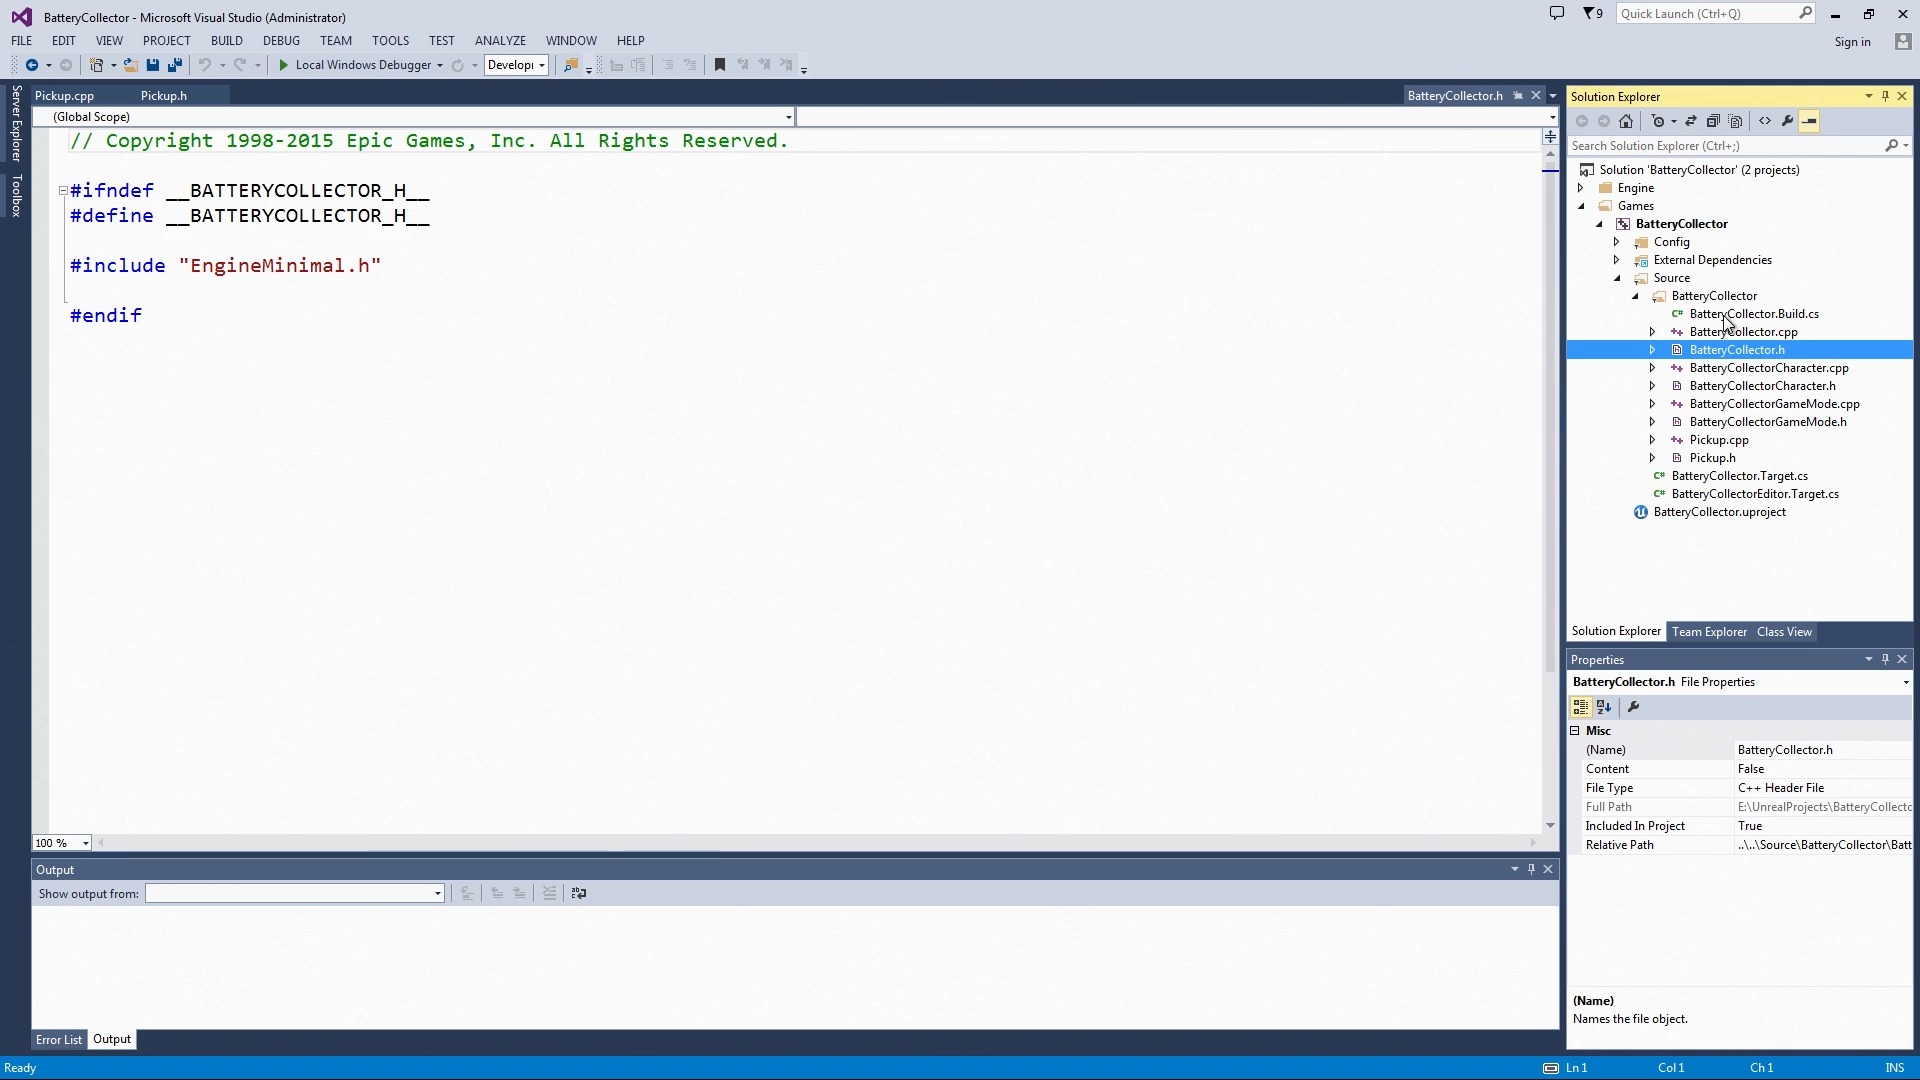 BatteryCollector - Microsoft Visual Studio (Administrator)
9
Quick Launch (Ctrl+Q)
FILE EDIT VIEW PROJECT BUILD DEBUG TEAM TOOLS TEST ANALYZE WINDOW HELP
Sign in
Local Windows Debugger
Develop
Server Explorer
Toolbox
Pickup.cpp
Pickup.h
BatteryCollector.h
(Global Scope)
// Copyright 1998-2015 Epic Games, Inc. All Rights Reserved.
#ifndef __BATTERYCOLLECTOR_H__
#define __BATTERYCOLLECTOR_H__
#include "EngineMinimal.h"
#endif
100 %
Output
Show output from:
Error List
Output
Solution Explorer
Search Solution Explorer (Ctrl+;)
Solution 'BatteryCollector' (2 projects)
Engine
Games
BatteryCollector
Config
External Dependencies
Source
BatteryCollector
BatteryCollector.Build.cs
BatteryCollector.cpp
BatteryCollector.h
BatteryCollectorCharacter.cpp
BatteryCollectorCharacter.h
BatteryCollectorGameMode.cpp
BatteryCollectorGameMode.h
Pickup.cpp
Pickup.h
BatteryCollector.Target.cs
BatteryCollectorEditor.Target.cs
BatteryCollector.uproject
Solution Explorer
Team Explorer
Class View
Properties
BatteryCollector.h File Properties
Misc
(Name) BatteryCollector.h
Content False
File Type C++ Header File
Full Path E:\UnrealProjects\BatteryCollectc
Included In Project True
Relative Path ..\..\Source\BatteryCollector\Batt
(Name)
Names the file object.
Ready
Ln 1
Col 1
Ch 1
INS